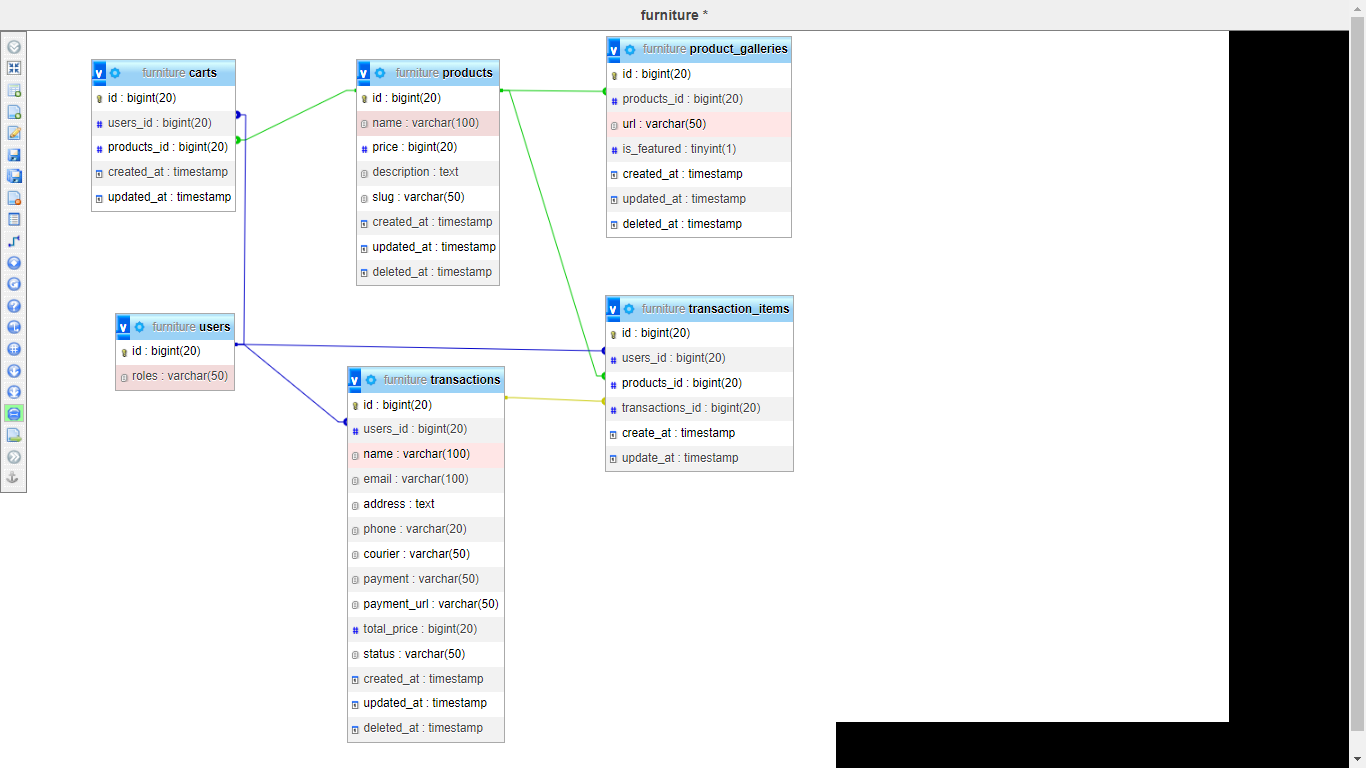 furniture *
furniture carts
id : bigint(20)
users_id : bigint(20)
products_id : bigint(20)
created_at : timestamp
updated_at : timestamp
furniture products
id : bigint(20)
name : varchar(100)
price : bigint(20)
description : text
slug : varchar(50)
created_at : timestamp
updated_at : timestamp
deleted_at : timestamp
furniture product_galleries
id : bigint(20)
products_id : bigint(20)
url : varchar(50)
is_featured : tinyint(1)
created_at : timestamp
updated_at : timestamp
deleted_at : timestamp
furniture users
id : bigint(20)
roles : varchar(50)
furniture transactions
id : bigint(20)
users_id : bigint(20)
name : varchar(100)
email : varchar(100)
address : text
phone : varchar(20)
courier : varchar(50)
payment : varchar(50)
payment_url : varchar(50)
total_price : bigint(20)
status : varchar(50)
created_at : timestamp
updated_at : timestamp
deleted_at : timestamp
furniture transaction_items
id : bigint(20)
users_id : bigint(20)
products_id : bigint(20)
transactions_id : bigint(20)
create_at : timestamp
update_at : timestamp